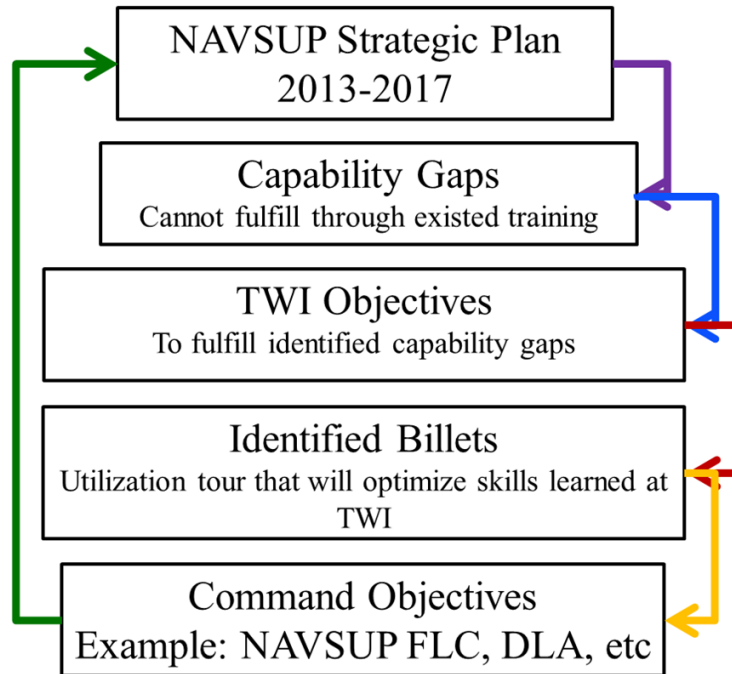 NAVSUP Strategic Plan
2013-2017
Capability Gaps
Cannot fulfill through existed training
TWI Objectives
To fulfill identified capability gaps
Identified Billets
Utilization tour that will optimize skills learned at
TWI
Command Objectives
Example: NAVSUP FLC, DLA, etc